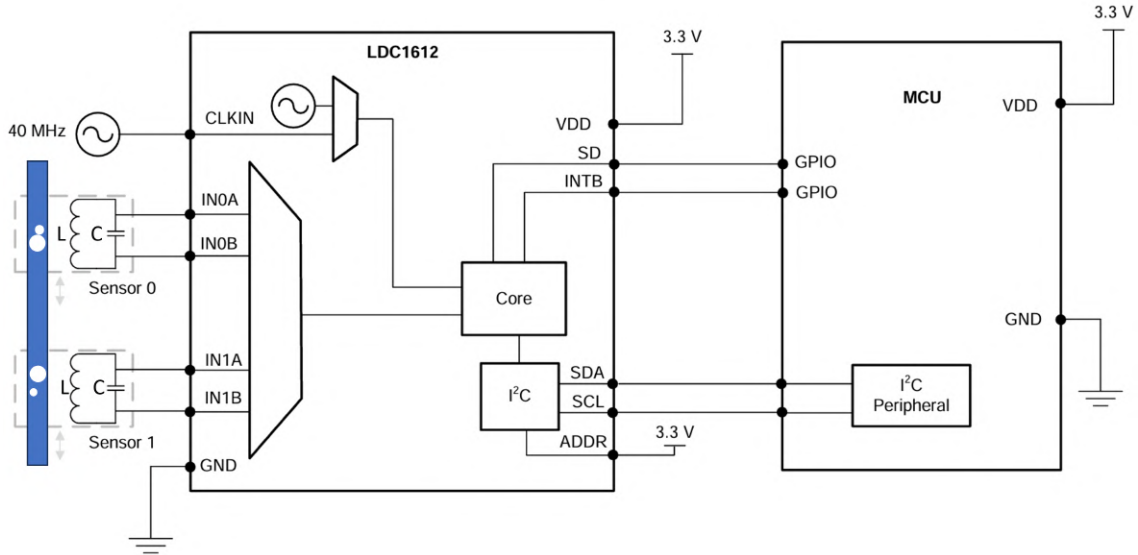 3.3 V
LDC1612
3.3 V
MCU
VDD
40 MHz
CLKIN
VDD
SD
GPIO
INTB
GPIO
IN0A
L C
IN0B
Sensor 0
Core
GND
IN1A
L C
IN1B
Sensor 1
I²C
SDA
SCL
I²C
Peripheral
ADDR
3.3 V
GND